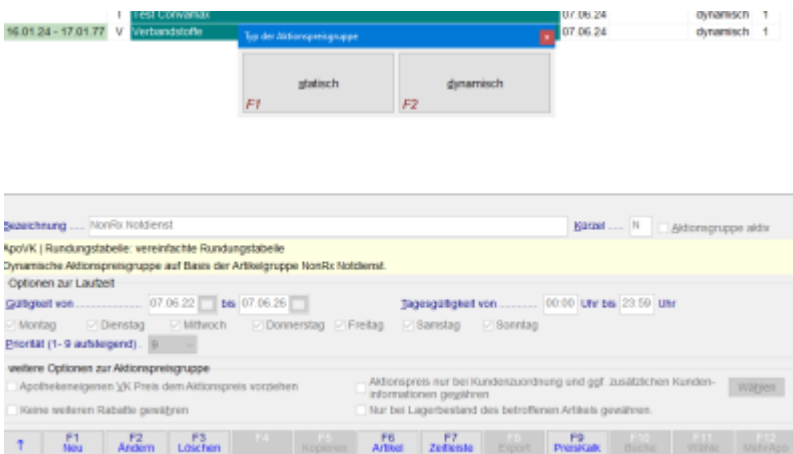 T Test Convamax 07.06.24 dynamisch 1
16.01.24 - 17.01.77 V Verbandstoffe 07.06.24 dynamisch 1
Typ der Aktionspreisgruppe
statisch dynamisch
F1 F2
Bezeichnung ..... NonRx Notdienst Kürzel ..... N Aktionsgruppe aktiv
ApoVK | Rundungstabelle: vereinfachte Rundungstabelle
Dynamische Aktionspreisgruppe auf Basis der Artikelgruppe NonRx Notdienst.
Optionen zur Laufzeit
Gültigkeit von ..................... 07.06.22 bis 07.06.26 Tagesgültigkeit von ........... 00:00 Uhr bis 23:59 Uhr
Montag Dienstag Mittwoch Donnerstag Freitag Samstag Sonntag
Priorität (1- 9 aufsteigend) . 9
weitere Optionen zur Aktionspreisgruppe
Apothekeneigenen VK Preis dem Aktionspreis vorziehen
Aktionspreis nur bei Kundenzuordnung und ggf. zusätzlichen Kunden-
informationen gewähren
Wählen
Keine weiteren Rabatte gewähren Nur bei Lagerbestand des betroffenen Artikels gewähren.
F1 F2 F3 F4 F5 F6 F7 F8 F9 F10 F11 F12
Neu Ändern Löschen Kopieren Artikel Zeitleiste Export PreisKalk Buche Wähle MehrApo